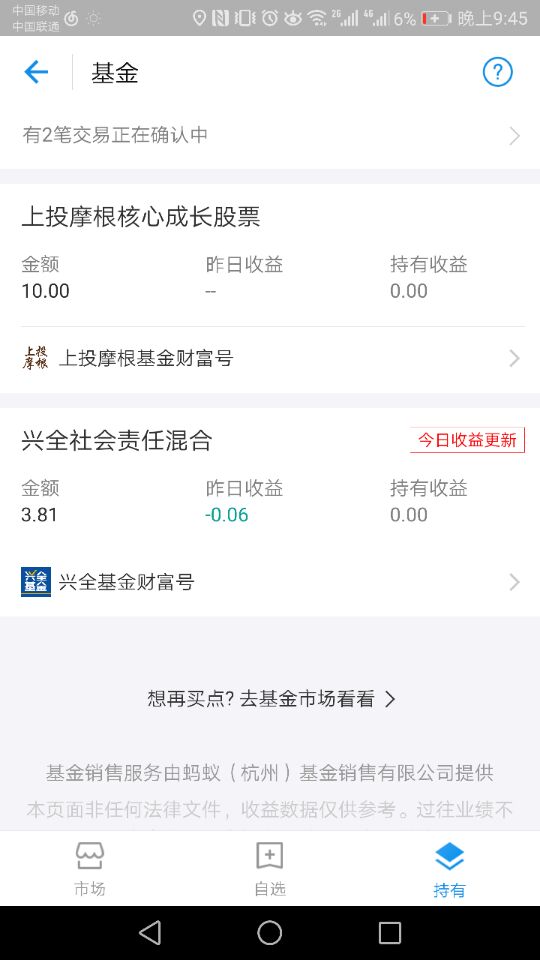 中国移动
中国联通
2G 4G 6% 晚上9:45
基金
?
有2笔交易正在确认中
上投摩根核心成长股票
金额 昨日收益 持有收益
10.00 -- 0.00
上投摩根 上投摩根基金财富号
兴全社会责任混合 今日收益更新
金额 昨日收益 持有收益
3.81 -0.06 0.00
兴全基金 兴全基金财富号
想再买点? 去基金市场看看
基金销售服务由蚂蚁（杭州）基金销售有限公司提供
本页面非任何法律文件，收益数据仅供参考。过往业绩不
市场 自选 持有